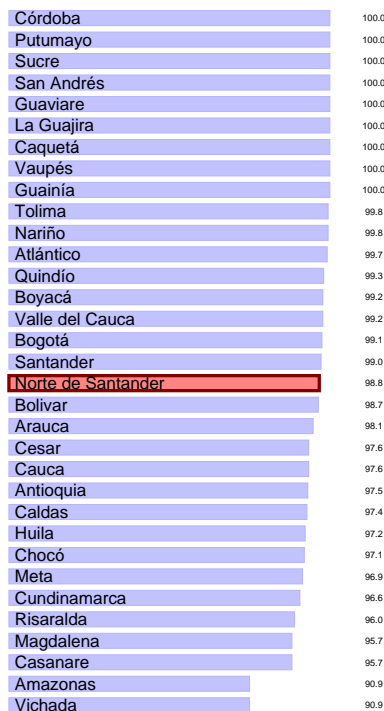 Córdoba 100.0
Putumayo 100.0
Sucre 100.0
San Andrés 100.0
Guaviare 100.0
La Guajira 100.0
Caquetá 100.0
Vaupés 100.0
Guainía 100.0
Tolima 99.8
Nariño 99.8
Atlántico 99.7
Quindío 99.3
Boyacá 99.2
Valle del Cauca 99.2
Bogotá 99.1
Santander 99.0
Norte de Santander 98.8
Bolivar 98.7
Arauca 98.1
Cesar 97.6
Cauca 97.6
Antioquia 97.5
Caldas 97.4
Huila 97.2
Chocó 97.1
Meta 96.9
Cundinamarca 96.6
Risaralda 96.0
Magdalena 95.7
Casanare 95.7
Amazonas 90.9
Vichada 90.9